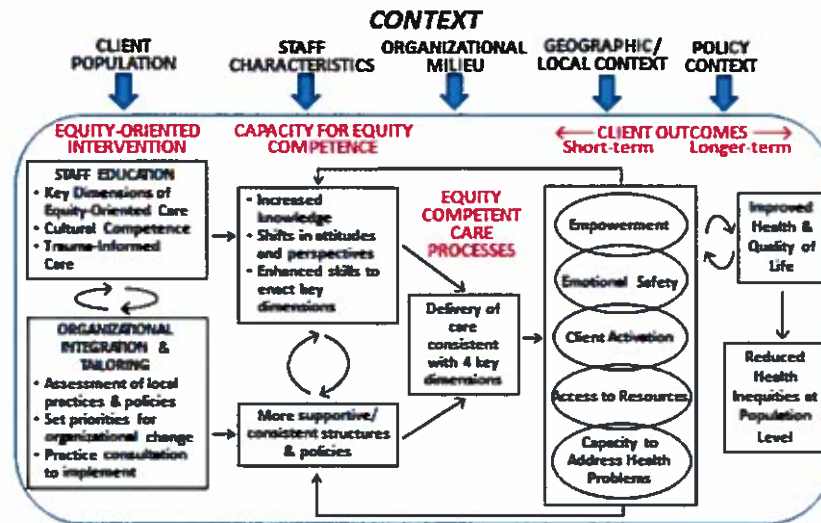 CONTEXT
CLIENT
POPULATION
STAFF
CHARACTERISTICS
ORGANIZATIONAL
MILIEU
GEOGRAPHIC/
LOCAL CONTEXT
POLICY
CONTEXT
EQUITY-ORIENTED
INTERVENTION
CAPACITY FOR EQUITY
COMPETENCE
CLIENT OUTCOMES
Short-term Longer-term
STAFF EDUCATION
• Key Dimensions of
Equity-Oriented Care
• Cultural Competence
• Trauma-Informed
Care
ORGANIZATIONAL
INTEGRATION &
TAILORING
• Assessment of local
practices & policies
• Set priorities for
organizational change
• Practice consultation
to implement
• Increased
knowledge
• Shifts in attitudes
and perspectives
• Enhanced skills to
enact key
dimensions
More supportive/
consistent structures
& policies
EQUITY
COMPETENT
CARE
PROCESSES
Delivery of
care
consistent
with 4 key
dimensions
Empowerment
Emotional Safety
Client Activation
Access to Resources
Capacity to
Address Health
Problems
Improved
Health &
Quality of
Life
Reduced
Health
Inequities at
Population
Level